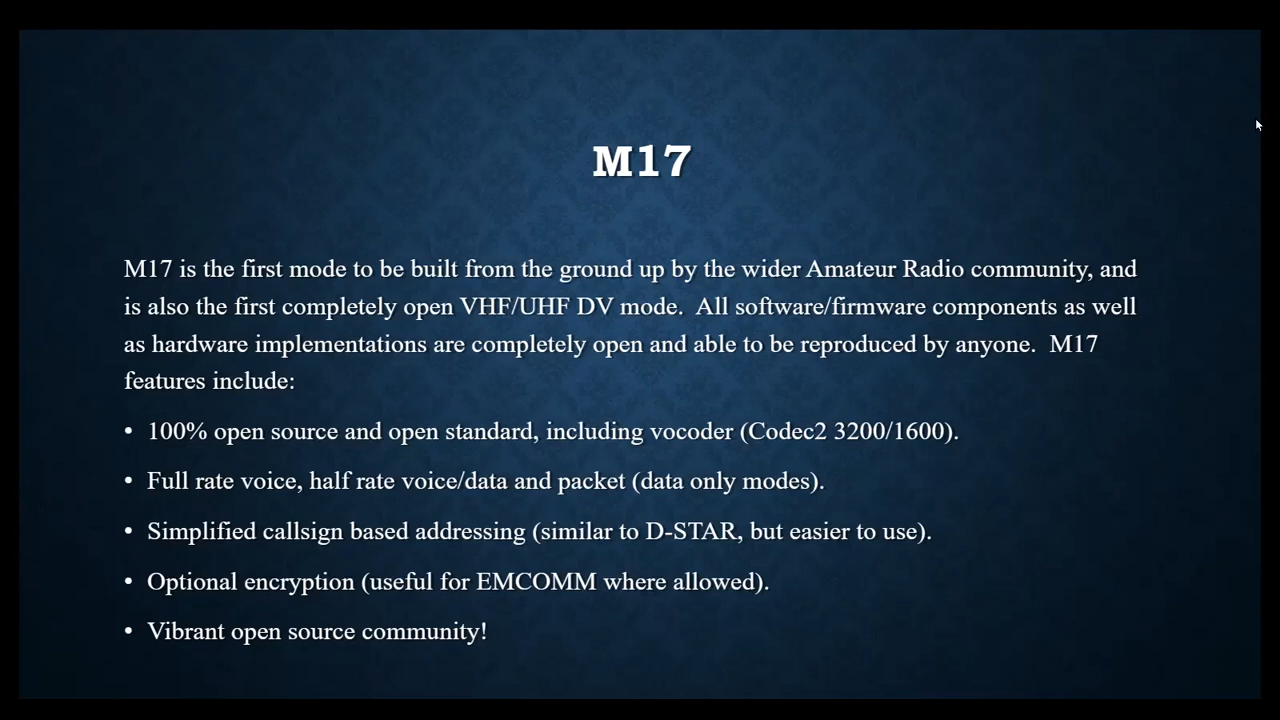 M17
M17 is the first mode to be built from the ground up by the wider Amateur Radio community, and
is also the first completely open VHF/UHF DV mode.  All software/firmware components as well
as hardware implementations are completely open and able to be reproduced by anyone.  M17
features include:
• 100% open source and open standard, including vocoder (Codec2 3200/1600).
• Full rate voice, half rate voice/data and packet (data only modes).
• Simplified callsign based addressing (similar to D-STAR, but easier to use).
• Optional encryption (useful for EMCOMM where allowed).
• Vibrant open source community!